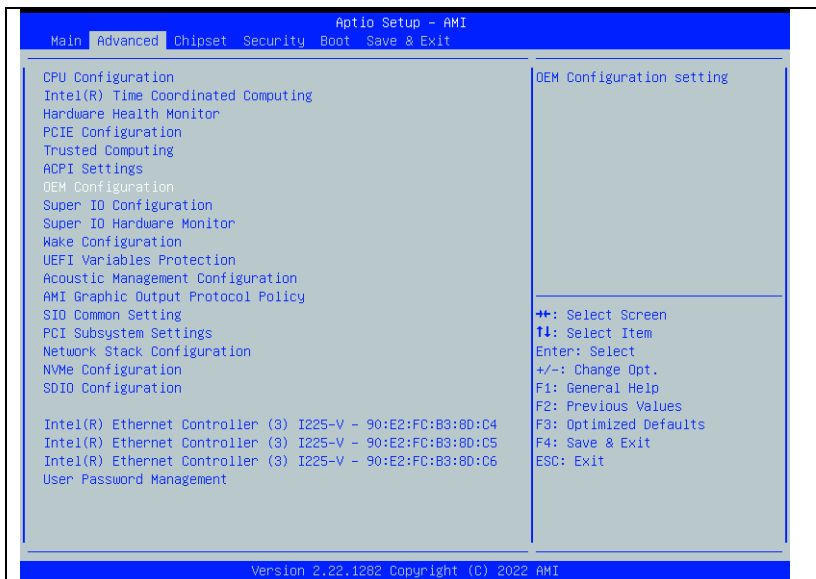 Aptio Setup – AMI
Main Advanced Chipset Security Boot Save & Exit
CPU Configuration
Intel(R) Time Coordinated Computing
Hardware Health Monitor
PCIE Configuration
Trusted Computing
ACPI Settings
OEM Configuration
Super IO Configuration
Super IO Hardware Monitor
Wake Configuration
UEFI Variables Protection
Acoustic Management Configuration
AMI Graphic Output Protocol Policy
SIO Common Setting
PCI Subsystem Settings
Network Stack Configuration
NVMe Configuration
SDIO Configuration
Intel(R) Ethernet Controller (3) I225-V – 90:E2:FC:B3:8D:C4
Intel(R) Ethernet Controller (3) I225-V – 90:E2:FC:B3:8D:C5
Intel(R) Ethernet Controller (3) I225-V – 90:E2:FC:B3:8D:C6
User Password Management
OEM Configuration setting
→←: Select Screen
↑↓: Select Item
Enter: Select
+/-: Change Opt.
F1: General Help
F2: Previous Values
F3: Optimized Defaults
F4: Save & Exit
ESC: Exit
Version 2.22.1282 Copyright (C) 2022 AMI